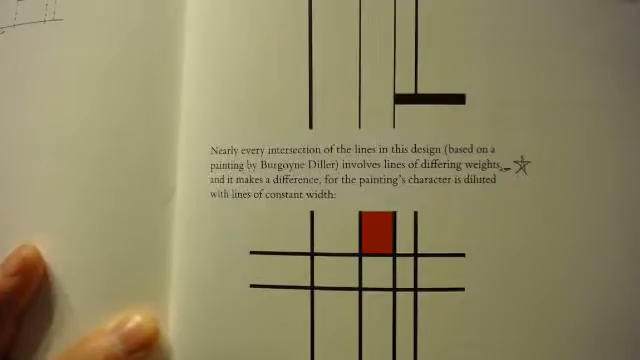 Nearly every intersection of the lines in this design (based on a
painting by Burgoyne Diller) involves lines of differing weights,
and it makes a difference, for the painting's character is diluted
with lines of constant width: